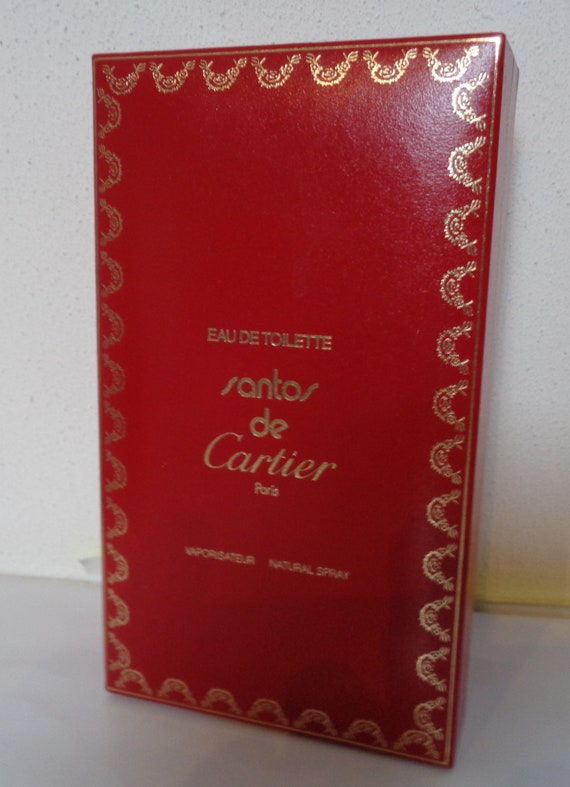 EAU DE TOILETTE
santos
de
Cartier
Paris
VAPORISATEUR NATURAL SPRAY